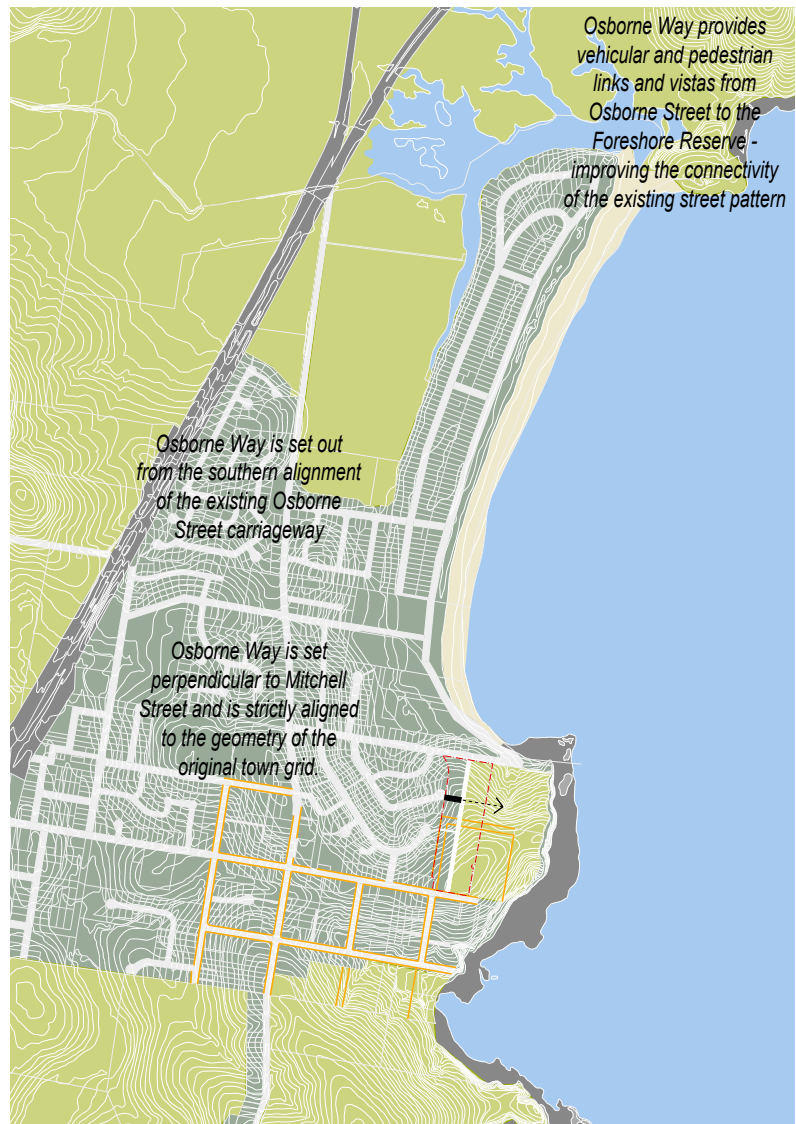 Osborne Way provides
vehicular and pedestrian
links and vistas from
Osborne Street to the
Foreshore Reserve -
improving the connectivity
of the existing street pattern
Osborne Way is set out
from the southern alignment
of the existing Osborne
Street carriageway
Osborne Way is set
perpendicular to Mitchell
Street and is strictly aligned
to the geometry of the
original town grid.